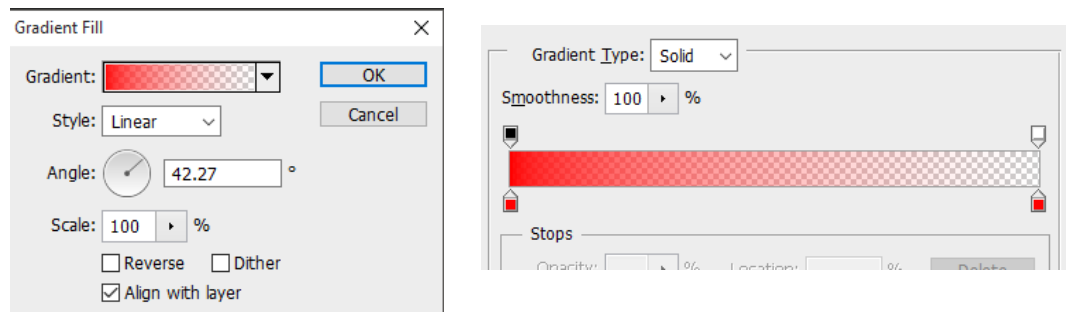 Gradient Fill
Gradient:
OK
Style: Linear
Cancel
Angle: 42.27 °
Scale: 100 %
Reverse Dither
Align with layer
Gradient Type: Solid
Smoothness: 100 %
Stops
Opacity: % Location: % Delete